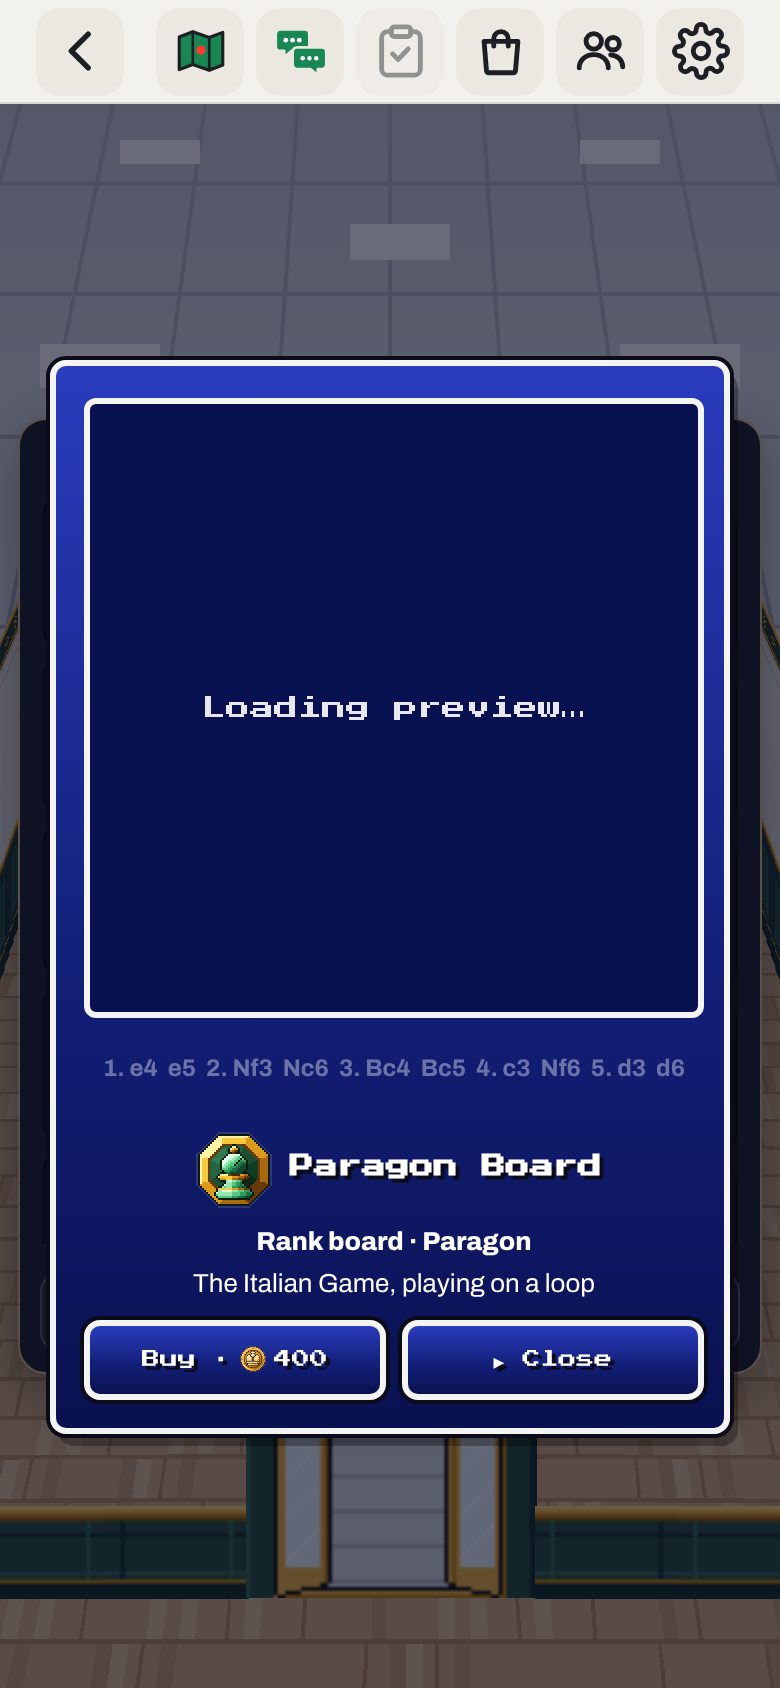 Loading preview...
1. e4 e5 2. Nf3 Nc6 3. Bc4 Bc5 4. c3 Nf6 5. d3 d6
Paragon Board
Rank board · Paragon
The Italian Game, playing on a loop
Buy · 400
▸ Close